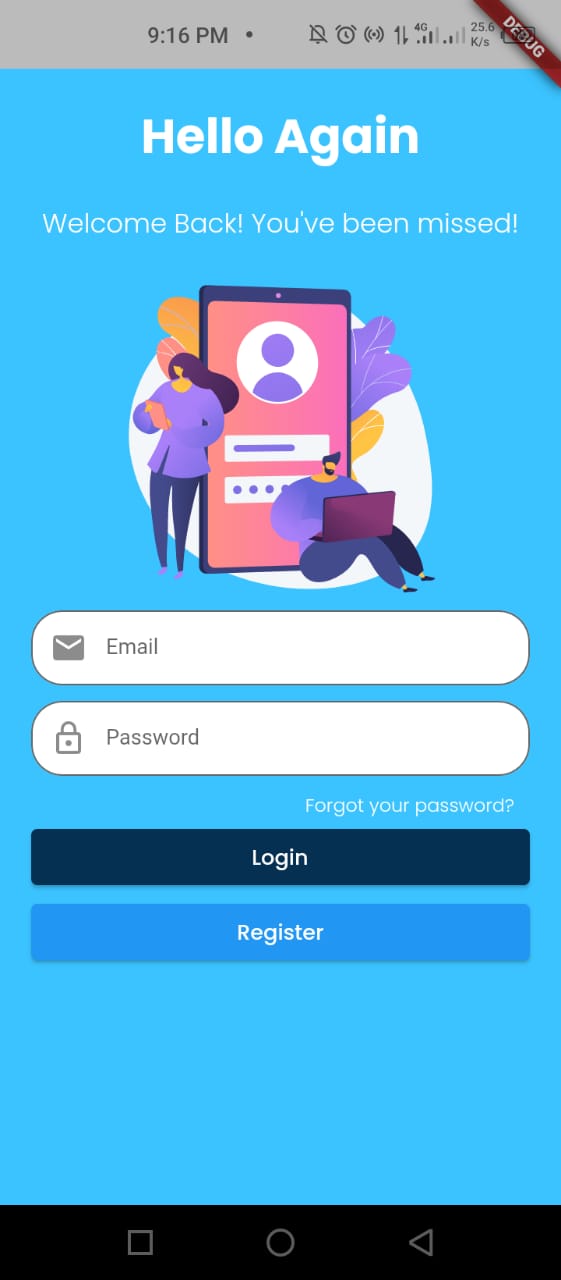 9:16 PM
4G
25.6
K/s
DEBUG
Hello Again
Welcome Back! You've been missed!
Email
Password
Forgot your password?
Login
Register